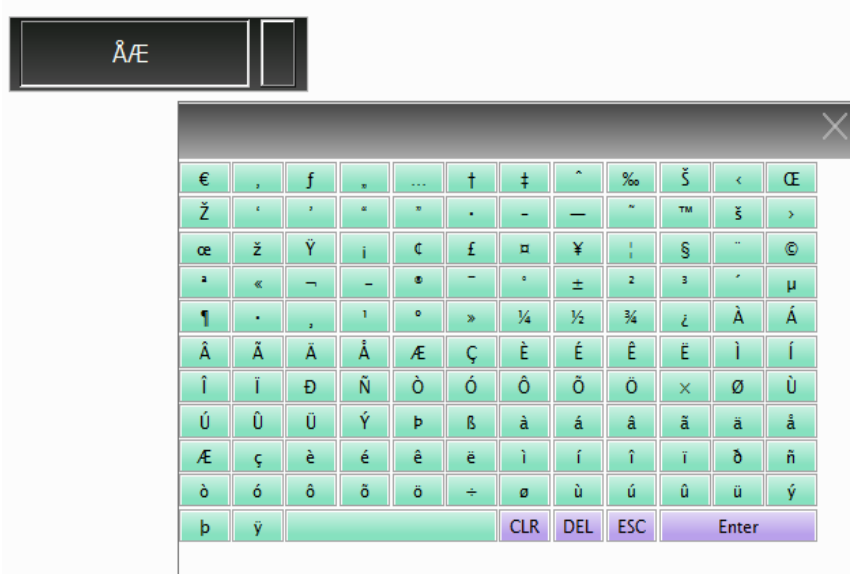 ÅÆ
€ ‚ ƒ „ … † ‡ ˆ ‰ Š ‹ Œ
Ž ‘ ’ “ ” • – — ˜ ™ š ›
œ ž Ÿ ¡ ¢ £ ¤ ¥ ¦ § ¨ ©
ª « ¬ - ® ¯ ° ± ² ³ ´ µ
¶ · ¸ ¹ º » ¼ ½ ¾ ¿ À Á
Â Ã Ä Å Æ Ç È É Ê Ë Ì Í
Î Ï Ð Ñ Ò Ó Ô Õ Ö × Ø Ù
Ú Û Ü Ý Þ ß à á â ã ä å
Æ ç è é ê ë ì í î ï ð ñ
ò ó ô õ ö ÷ ø ù ú û ü ý
þ ÿ CLR DEL ESC Enter